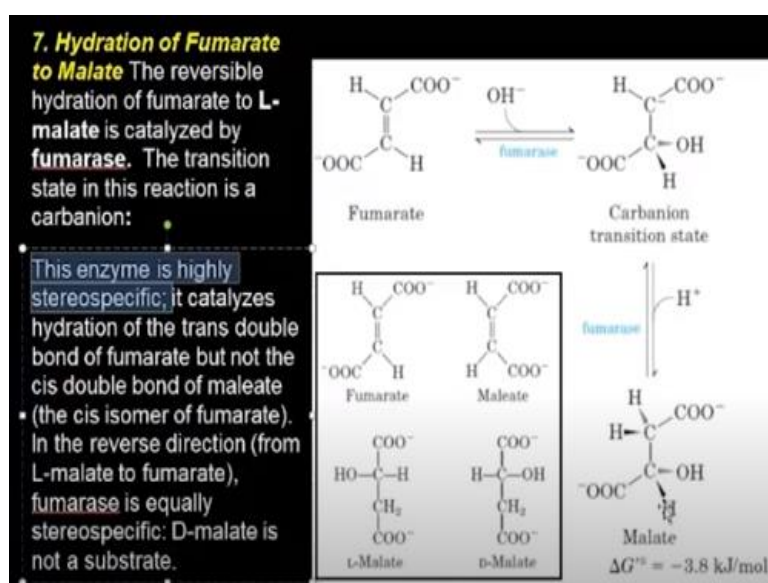 7. Hydration of Fumarate
to Malate The reversible
hydration of fumarate to L-
malate is catalyzed by
fumarase. The transition
state in this reaction is a
carbanion:
This enzyme is highly
stereospecific; it catalyzes
hydration of the trans double
bond of fumarate but not the
cis double bond of maleate
(the cis isomer of fumarate).
In the reverse direction (from
L-malate to fumarate),
fumarase is equally
stereospecific: D-malate is
not a substrate.
H COO⁻
C
C
⁻OOC H
Fumarate
OH⁻
fumarase
H COO⁻
C⁻
C OH
⁻OOC
H
Carbanion
transition state
H⁺
fumarase
H
COO⁻
H C
C OH
⁻OOC
Malate
ΔG'° = −3.8 kJ/mol
H COO⁻
C
C
⁻OOC H
Fumarate
H COO⁻
C
C
H COO⁻
Maleate
COO⁻
HO—C—H
CH₂
COO⁻
L-Malate
COO⁻
H—C—OH
CH₂
COO⁻
D-Malate